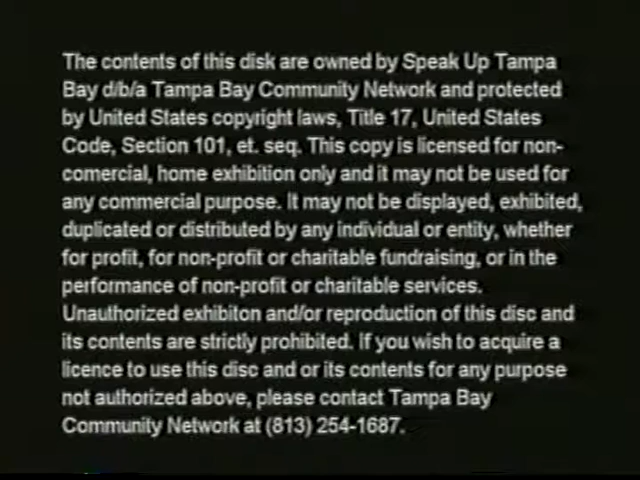 The contents of this disk are owned by Speak Up Tampa
Bay d/b/a Tampa Bay Community Network and protected
by United States copyright laws, Title 17, United States
Code, Section 101, et. seq. This copy is licensed for non-
comercial, home exhibition only and it may not be used for
any commercial purpose. It may not be displayed, exhibited,
duplicated or distributed by any individual or entity, whether
for profit, for non-profit or charitable fundraising, or in the
performance of non-profit or charitable services.
Unauthorized exhibiton and/or reproduction of this disc and
its contents are strictly prohibited. If you wish to acquire a
licence to use this disc and or its contents for any purpose
not authorized above, please contact Tampa Bay
Community Network at (813) 254-1687.